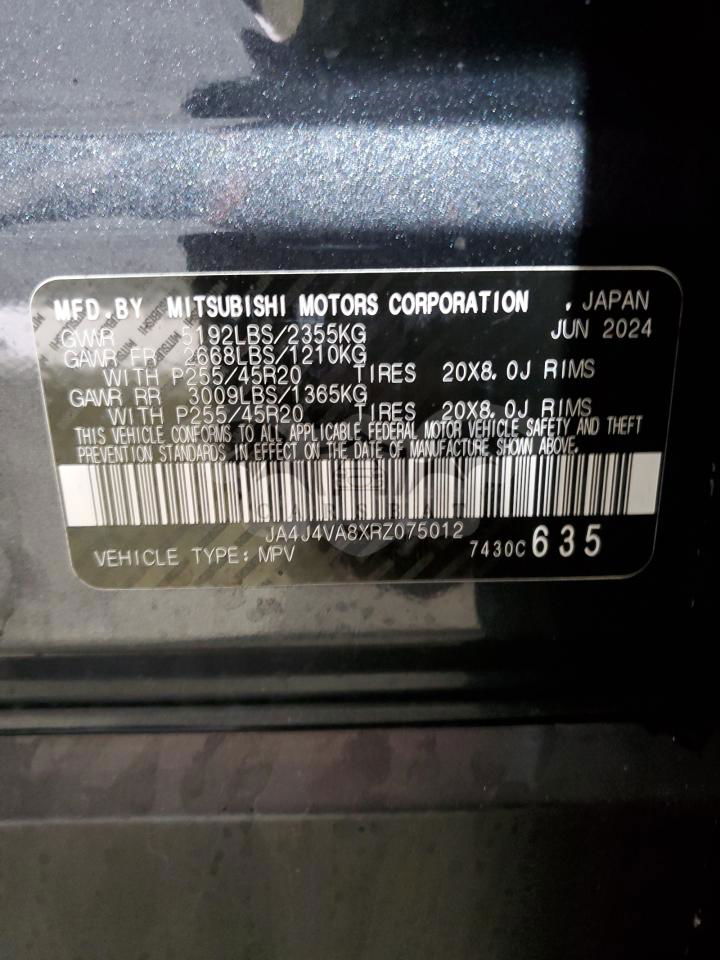 MFD.BY MITSUBISHI MOTORS CORPORATION , JAPAN
GVWR 5192LBS/2355KG JUN 2024
GAWR FR 2668LBS/1210KG
WITH P255/45R20 TIRES 20X8.0J RIMS
GAWR RR 3009LBS/1365KG
WITH P255/45R20 TIRES 20X8.0J RIMS
THIS VEHICLE CONFORMS TO ALL APPLICABLE FEDERAL MOTOR VEHICLE SAFETY AND THEFT
PREVENTION STANDARDS IN EFFECT ON THE DATE OF MANUFACTURE SHOWN ABOVE.
JA4J4VA8XRZ075012
VEHICLE TYPE: MPV 7430C 635